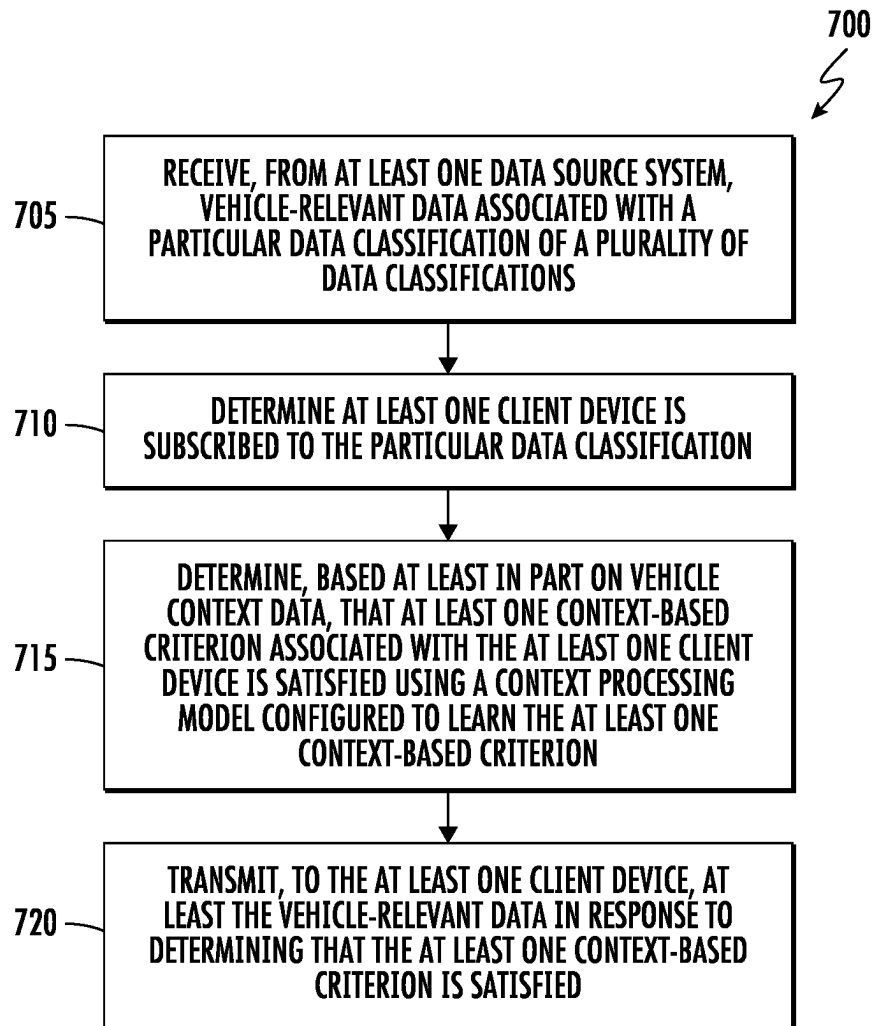 700
705
RECEIVE, FROM AT LEAST ONE DATA SOURCE SYSTEM,
VEHICLE-RELEVANT DATA ASSOCIATED WITH A
PARTICULAR DATA CLASSIFICATION OF A PLURALITY OF
DATA CLASSIFICATIONS
710
DETERMINE AT LEAST ONE CLIENT DEVICE IS
SUBSCRIBED TO THE PARTICULAR DATA CLASSIFICATION
715
DETERMINE, BASED AT LEAST IN PART ON VEHICLE
CONTEXT DATA, THAT AT LEAST ONE CONTEXT-BASED
CRITERION ASSOCIATED WITH THE AT LEAST ONE CLIENT
DEVICE IS SATISFIED USING A CONTEXT PROCESSING
MODEL CONFIGURED TO LEARN THE AT LEAST ONE
CONTEXT-BASED CRITERION
720
TRANSMIT, TO THE AT LEAST ONE CLIENT DEVICE, AT
LEAST THE VEHICLE-RELEVANT DATA IN RESPONSE TO
DETERMINING THAT THE AT LEAST ONE CONTEXT-BASED
CRITERION IS SATISFIED